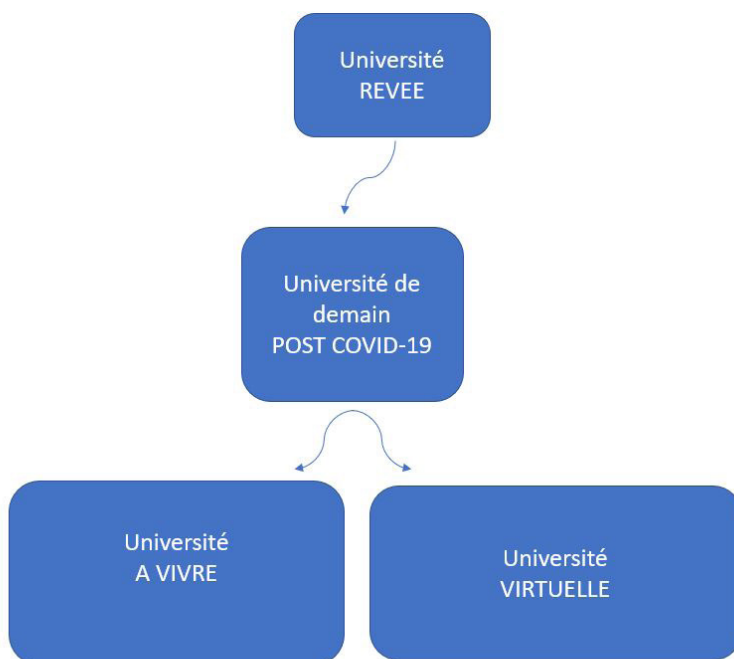 Université
REVEE
Université de
demain
POST COVID-19
Université
A VIVRE
Université
VIRTUELLE